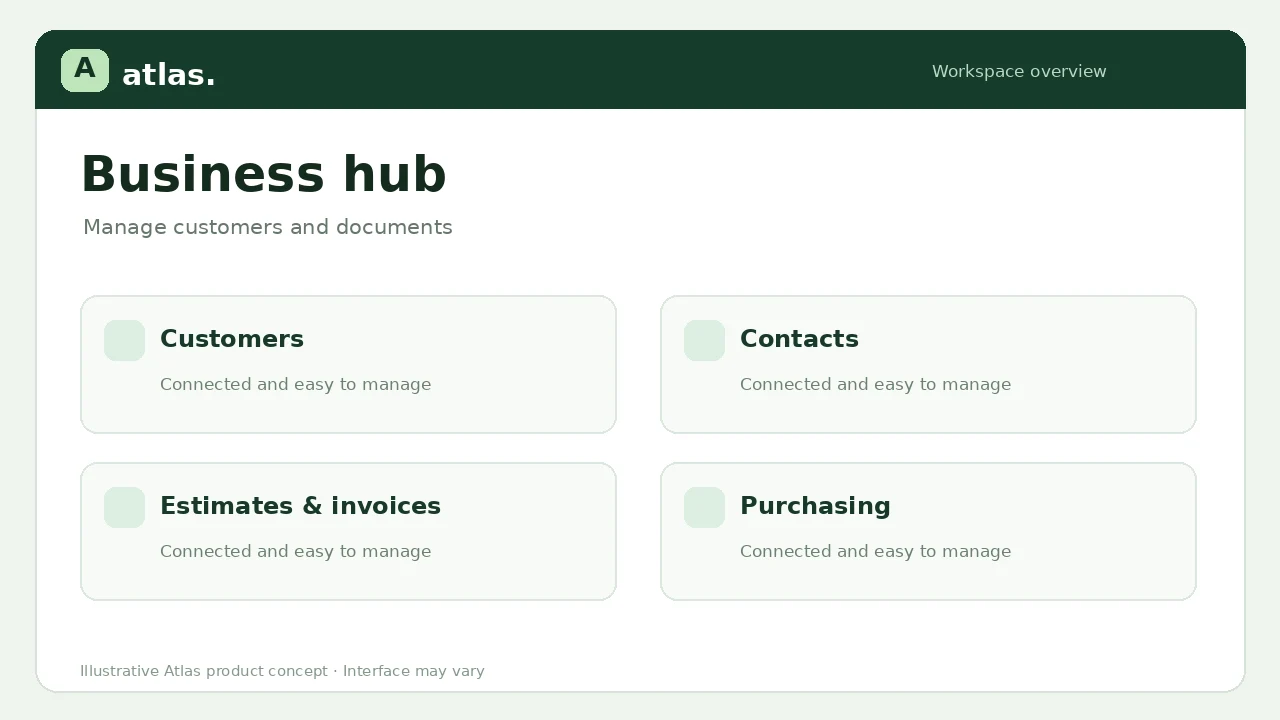 A
atlas.
Workspace overview
Business hub
Manage customers and documents
Customers
Connected and easy to manage
Contacts
Connected and easy to manage
Estimates & invoices
Connected and easy to manage
Purchasing
Connected and easy to manage
Illustrative Atlas product concept · Interface may vary